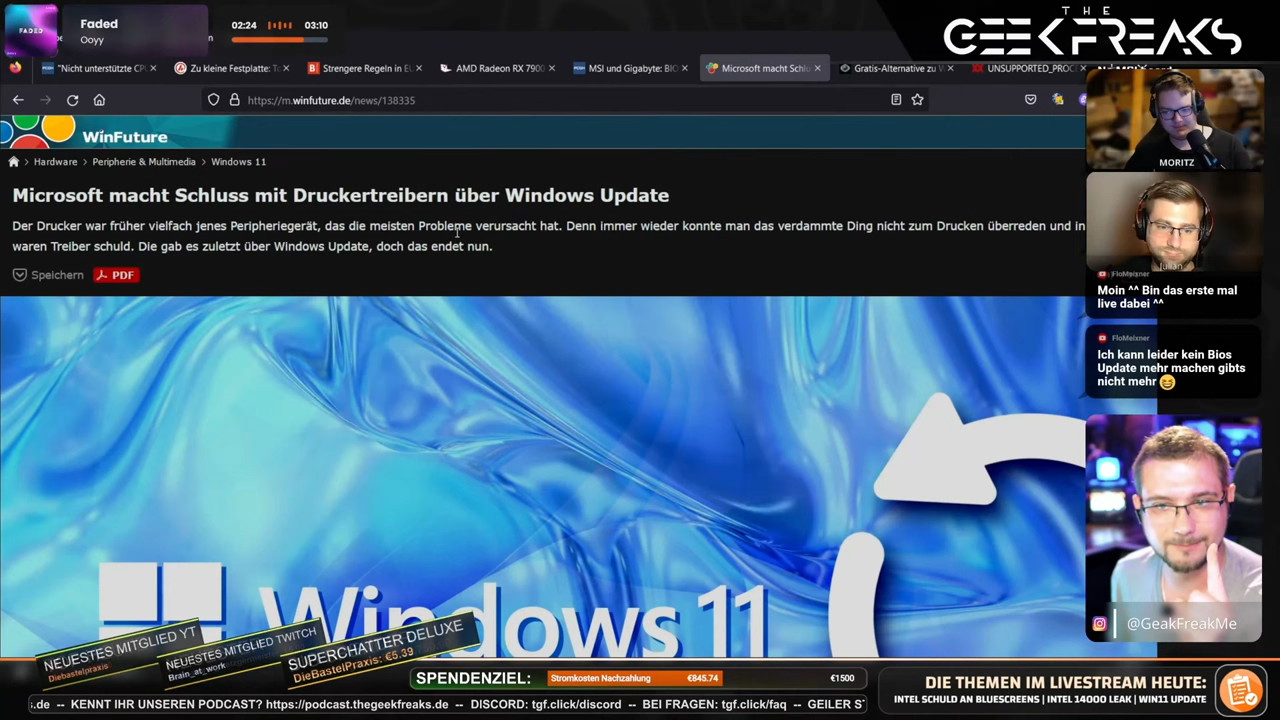 FADED
Faded
Ooyy
02:24
03:10
THE
GEEKFREAKS
"Nicht unterstützte CP
Zu kleine Festplatte: To
Strengere Regeln in EU
AMD Radeon RX 7900
MSI und Gigabyte: BIO
Microsoft macht Schlu
Gratis-Alternative zu W
UNSUPPORTED_PROCE
https://m.winfuture.de/news/138335
WinFuture
Hardware > Peripherie & Multimedia > Windows 11
Microsoft macht Schluss mit Druckertreibern über Windows Update
Der Drucker war früher vielfach jenes Peripheriegerät, das die meisten Probleme verursacht hat. Denn immer wieder konnte man das verdammte Ding nicht zum Drucken überreden und in
waren Treiber schuld. Die gab es zuletzt über Windows Update, doch das endet nun.
Speichern
PDF
Windows 11
MORITZ
Julian
FloMeixner
Moin ^^ Bin das erste mal
live dabei ^^
FloMeixner
Ich kann leider kein Bios
Update mehr machen gibts
nicht mehr 😆
@GeakFreakMe
NEUESTES MITGLIED YT
Diebastelpraxis
NEUESTES MITGLIED TWITCH
Brain_at_work
SUPERCHATTER DELUXE
DieBastelPraxis: €5.39
SPENDENZIEL:
Stromkosten Nachzahlung
€845.74
€1500
DIE THEMEN IM LIVESTREAM HEUTE:
INTEL SCHULD AN BLUESCREENS | INTEL 14000 LEAK | WIN11 UPDATE
s.de -- KENNT IHR UNSEREN PODCAST? https://podcast.thegeekfreaks.de -- DISCORD: tgf.click/discord -- BEI FRAGEN: tgf.click/faq -- GEILER ST